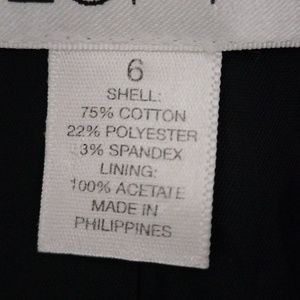 6
SHELL:
75% COTTON
22% POLYESTER
3% SPANDEX
LINING:
100% ACETATE
MADE IN
PHILIPPINES